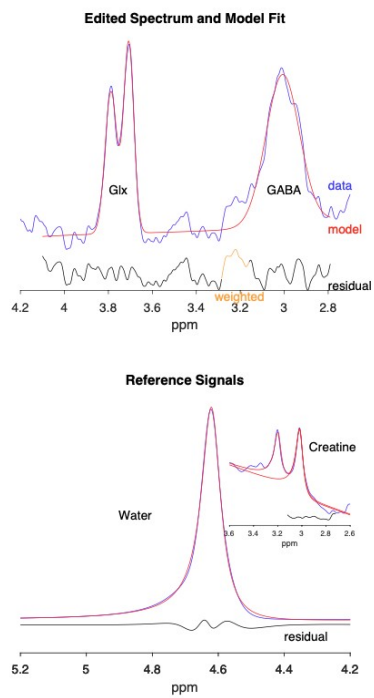 Edited Spectrum and Model Fit
Glx
GABA
data
model
residual
weighted
4.2 4 3.8 3.6 3.4 3.2 3 2.8
ppm
Reference Signals
Creatine
Water
3.6 3.4 3.2 3 2.8 2.6
ppm
residual
5.2 5 4.8 4.6 4.4 4.2
ppm